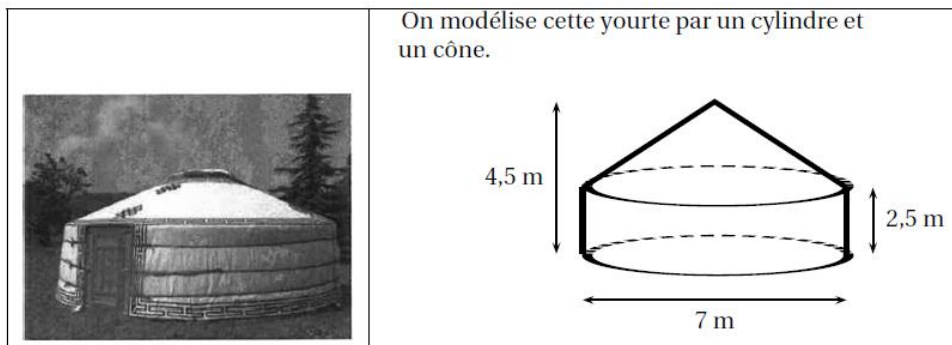 On modélise cette yourte par un cylindre et
un cône.
4,5 m
2,5 m
7 m